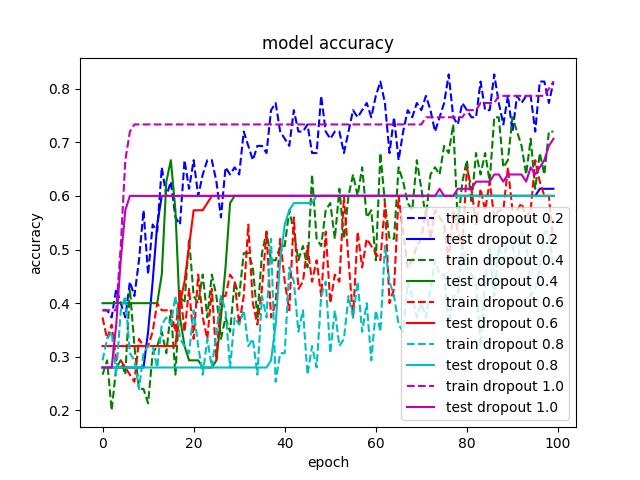 model accuracy
accuracy
0.8
0.7
0.6
0.5
0.4
0.3
0.2
0
20
40
60
80
100
epoch
train dropout 0.2
test dropout 0.2
train dropout 0.4
test dropout 0.4
train dropout 0.6
test dropout 0.6
train dropout 0.8
test dropout 0.8
train dropout 1.0
test dropout 1.0